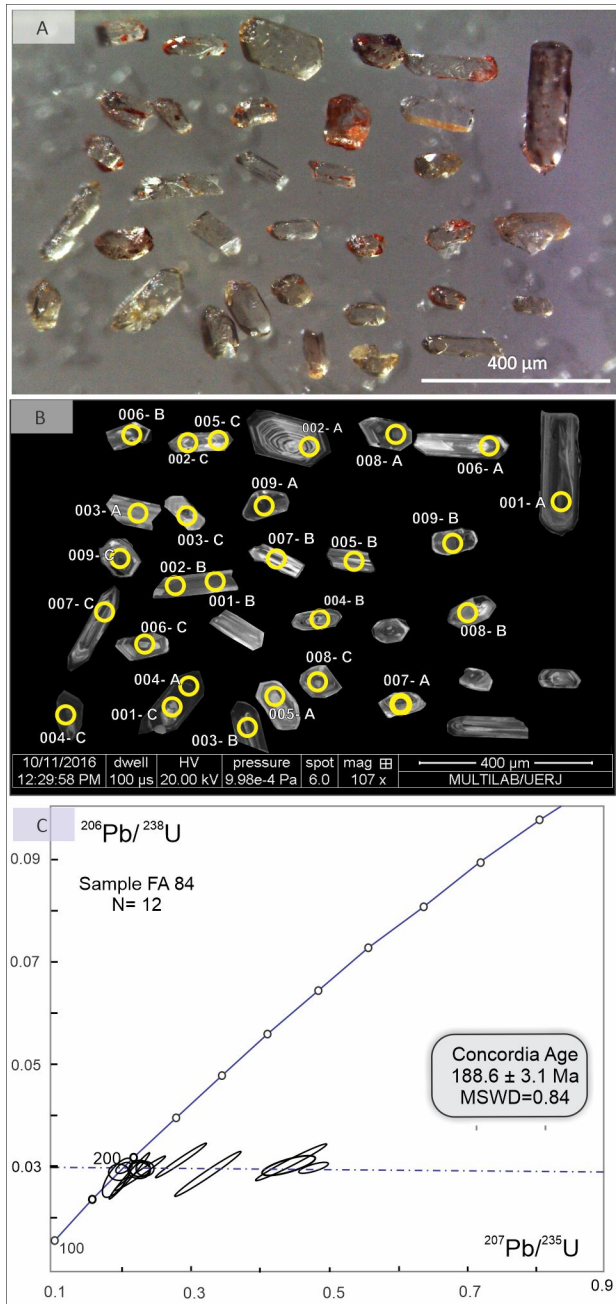 A
400 µm
B
006- B
005- C
002- C
002- A
008- A
006- A
001- A
003- A
003- C
009- A
009- B
009- C
007- B
005- B
002- B
001- B
007- C
006- C
004- B
008- B
004- A
008- C
001- C
005- A
007- A
004- C
003- B
10/11/2016 dwell HV pressure spot mag ⊞ 400 µm
12:29:58 PM 100 µs 20.00 kV 9.98e-4 Pa 6.0 107 x MULTILAB/UERJ
C
²⁰⁶Pb/²³⁸U
0.09
Sample FA 84
N= 12
0.07
0.05
Concordia Age
188.6 ± 3.1 Ma
MSWD=0.84
200
0.03
100
²⁰⁷Pb/²³⁵U
0.1 0.3 0.5 0.7 0.9